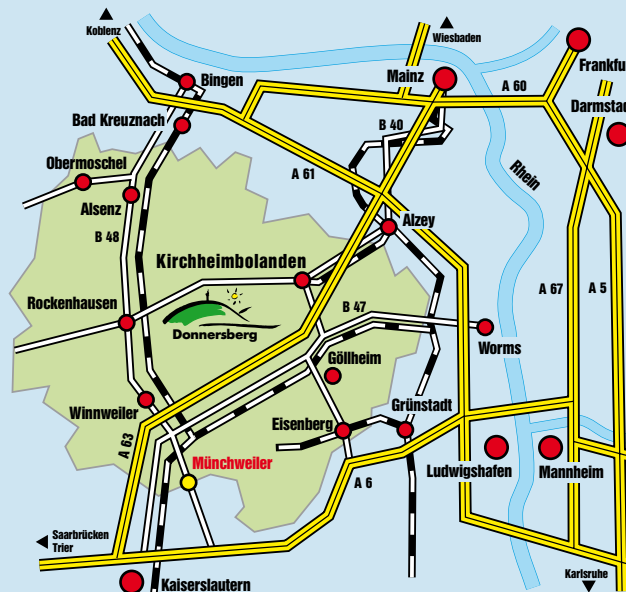 Koblenz
Wiesbaden
Bingen
Mainz
Frankfu
A 60
Darmstad
Bad Kreuznach
B 40
Obermoschel
A 61
Rhein
Alsenz
Alzey
B 48
Kirchheimbolanden
A 67
A 5
Rockenhausen
B 47
Donnersberg
Worms
Göllheim
Winnweiler
Grünstadt
Eisenberg
A 63
Münchweiler
Ludwigshafen
Mannheim
A 6
Saarbrücken
Trier
Karlsruhe
Kaiserslautern